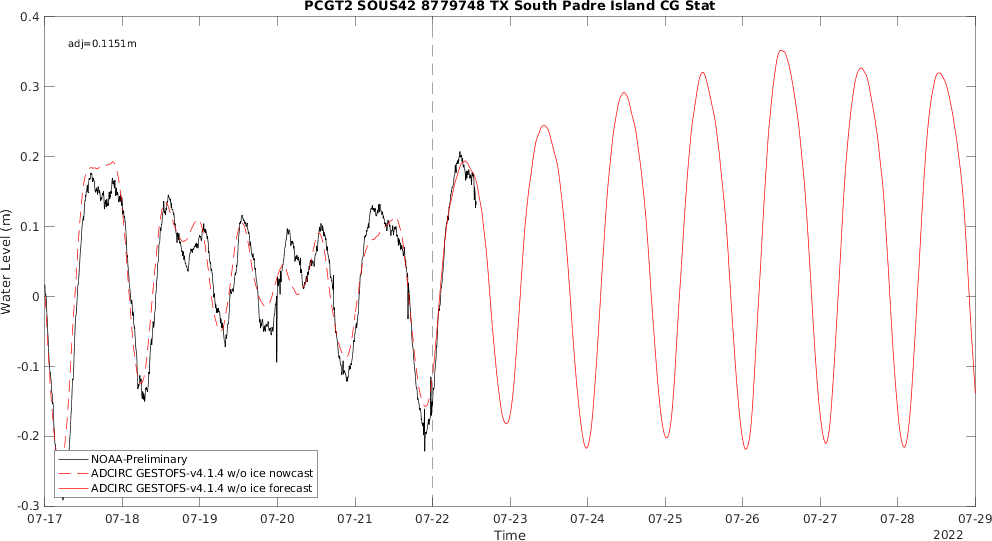 PCGT2 SOUS42 8779748 TX South Padre Island CG Stat
adj=0.1151m
0.4
0.3
0.2
0.1
0
-0.1
-0.2
-0.3
Water Level (m)
NOAA-Preliminary
ADCIRC GESTOFS-v4.1.4 w/o ice nowcast
ADCIRC GESTOFS-v4.1.4 w/o ice forecast
07-17 07-18 07-19 07-20 07-21 07-22 07-23 07-24 07-25 07-26 07-27 07-28 07-29
Time
2022